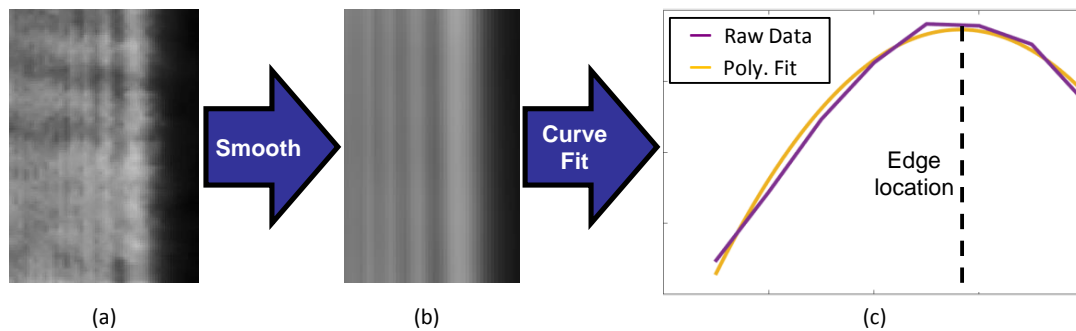 Smooth
Curve
Fit
Raw Data
Poly. Fit
Edge
location
(a)
(b)
(c)